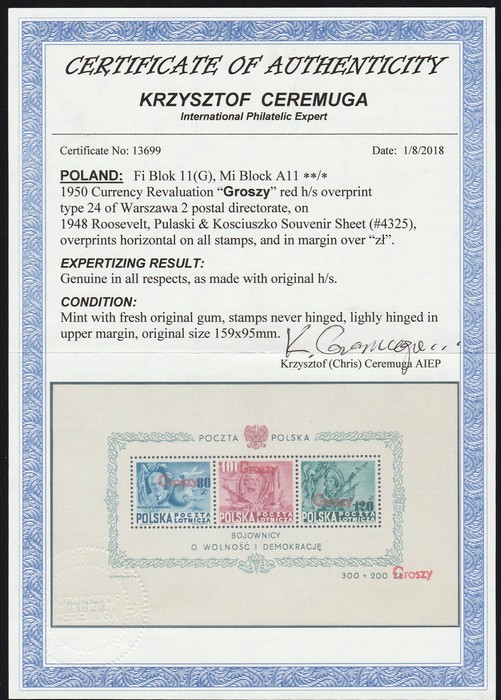 CERTIFICATE OF AUTHENTICITY
KRZYSZTOF CEREMUGA
International Philatelic Expert
Certificate No: 13699 Date: 1/8/2018
POLAND: Fi Blok 11(G), Mi Block A11 **/*
1950 Currency Revaluation “Groszy” red h/s overprint
type 24 of Warszawa 2 postal directorate, on
1948 Roosevelt, Pulaski & Kosciuszko Souvenir Sheet (#4325),
overprints horizontal on all stamps, and in margin over “zł”.
EXPERTIZING RESULT:
Genuine in all respects, as made with original h/s.
CONDITION:
Mint with fresh original gum, stamps never hinged, lighly hinged in
upper margin, original size 159x95mm.
K. Ceremuga
Krzysztof (Chris) Ceremuga AIEP
POCZTA POLSKA
Groszy 80
100 Groszy
Groszy 120
POLSKA POCZTA LOTNICZA
POLSKA POCZTA LOTNICZA
POLSKA POCZTA LOTNICZA
BOJOWNICY
O WOLNOŚĆ I DEMOKRACJĘ
300 + 200 ZŁ Groszy